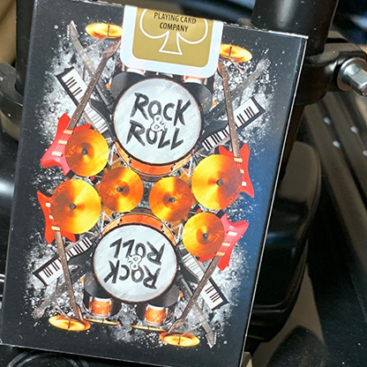 PLAYING CARD
COMPANY
ROCK
&
ROLL
ROCK
&
ROLL